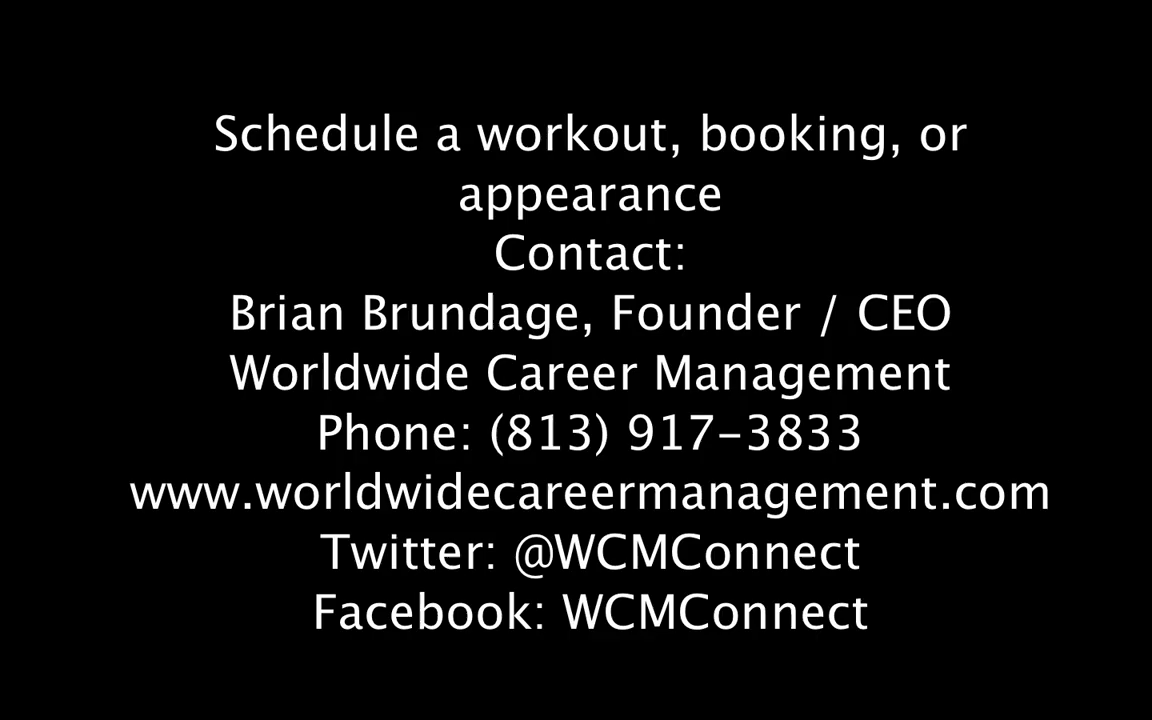 Schedule a workout, booking, or
appearance
Contact:
Brian Brundage, Founder / CEO
Worldwide Career Management
Phone: (813) 917-3833
www.worldwidecareermanagement.com
Twitter: @WCMConnect
Facebook: WCMConnect